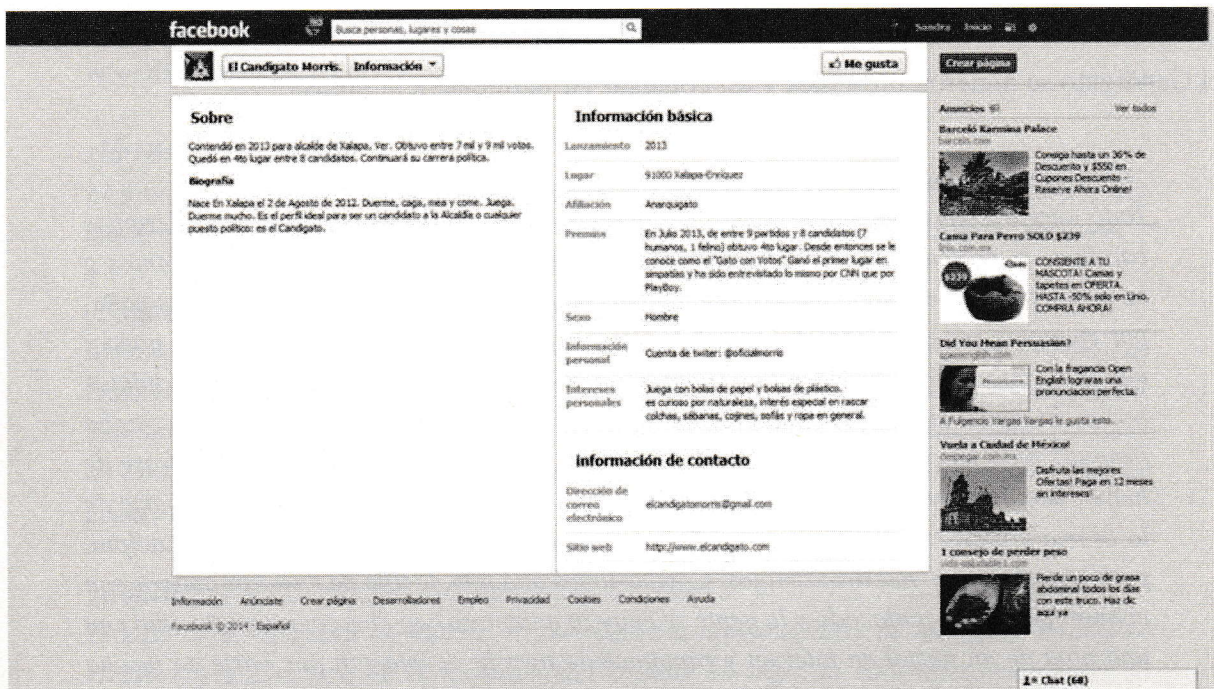 facebook
Busca personas, lugares y cosas
Sandra Inicio
El Candigato Morris. Información
Me gusta
Crear página
Sobre
Contendió en 2013 para alcalde de Xalapa, Ver. Obtuvo entre 7 mil y 9 mil votos.
Quedó en 4to lugar entre 8 candidatos. Continuará su carrera política.
Biografía
Nace En Xalapa el 2 de Agosto de 2012. Duerme, caga, mea y come. Juega.
Duerme mucho. Es el perfil ideal para ser un candidato a la Alcaldía o cualquier
puesto político: es el Candigato.
Información básica
Lanzamiento 2013
Lugar 91000 Xalapa-Enríquez
Afiliación Anarquigato
Premios En Julio 2013, de entre 9 partidos y 8 candidatos (7
humanos, 1 felino) obtuvo 4to lugar. Desde entonces se le
conoce como el "Gato con Votos" Ganó el primer lugar en
simpatías y ha sido entrevistado lo mismo por CNN que por
PlayBoy.
Sexo Hombre
Información
personal Cuenta de twiter: @oficialmorris
Intereses
personales Juega con bolas de papel y bolsas de plástico.
es curioso por naturaleza, interés especial en rascar
colchas, sábanas, cojines, sofás y ropa en general.
información de contacto
Dirección de
correo
electrónico elcandigatomorris@gmail.com
Sitio web http://www.elcandigato.com
Anuncios Ver todos
Barceló Karmina Palace
barcelo.com
Consiga hasta un 36% de
Descuento y $550 en
Cupones Descuento -
Reserve Ahora Online!
Cama Para Perro SOLO $239
linio.com.mx
$239
CONSIENTE A TU
MASCOTA! Camas y
tapetes en OFERTA.
HASTA -50% solo en Linio.
COMPRA AHORA!
Did You Mean Persuasion?
openenglish.com
Con la fragancia Open
English lograras una
pronunciacion perfecta.
A Fulgencio Vargas Vargas le gusta esto.
Vuela a Ciudad de México!
despegar.com.mx
Disfruta las mejores
Ofertas! Paga en 12 meses
sin intereses!
1 consejo de perder peso
Pierde un poco de grasa
abdominal todos los días
con este truco. Haz clic
aquí ya
Información Anúnciate Crear página Desarrolladores Empleo Privacidad Cookies Condiciones Ayuda
Facebook © 2014 · Español
Chat (68)